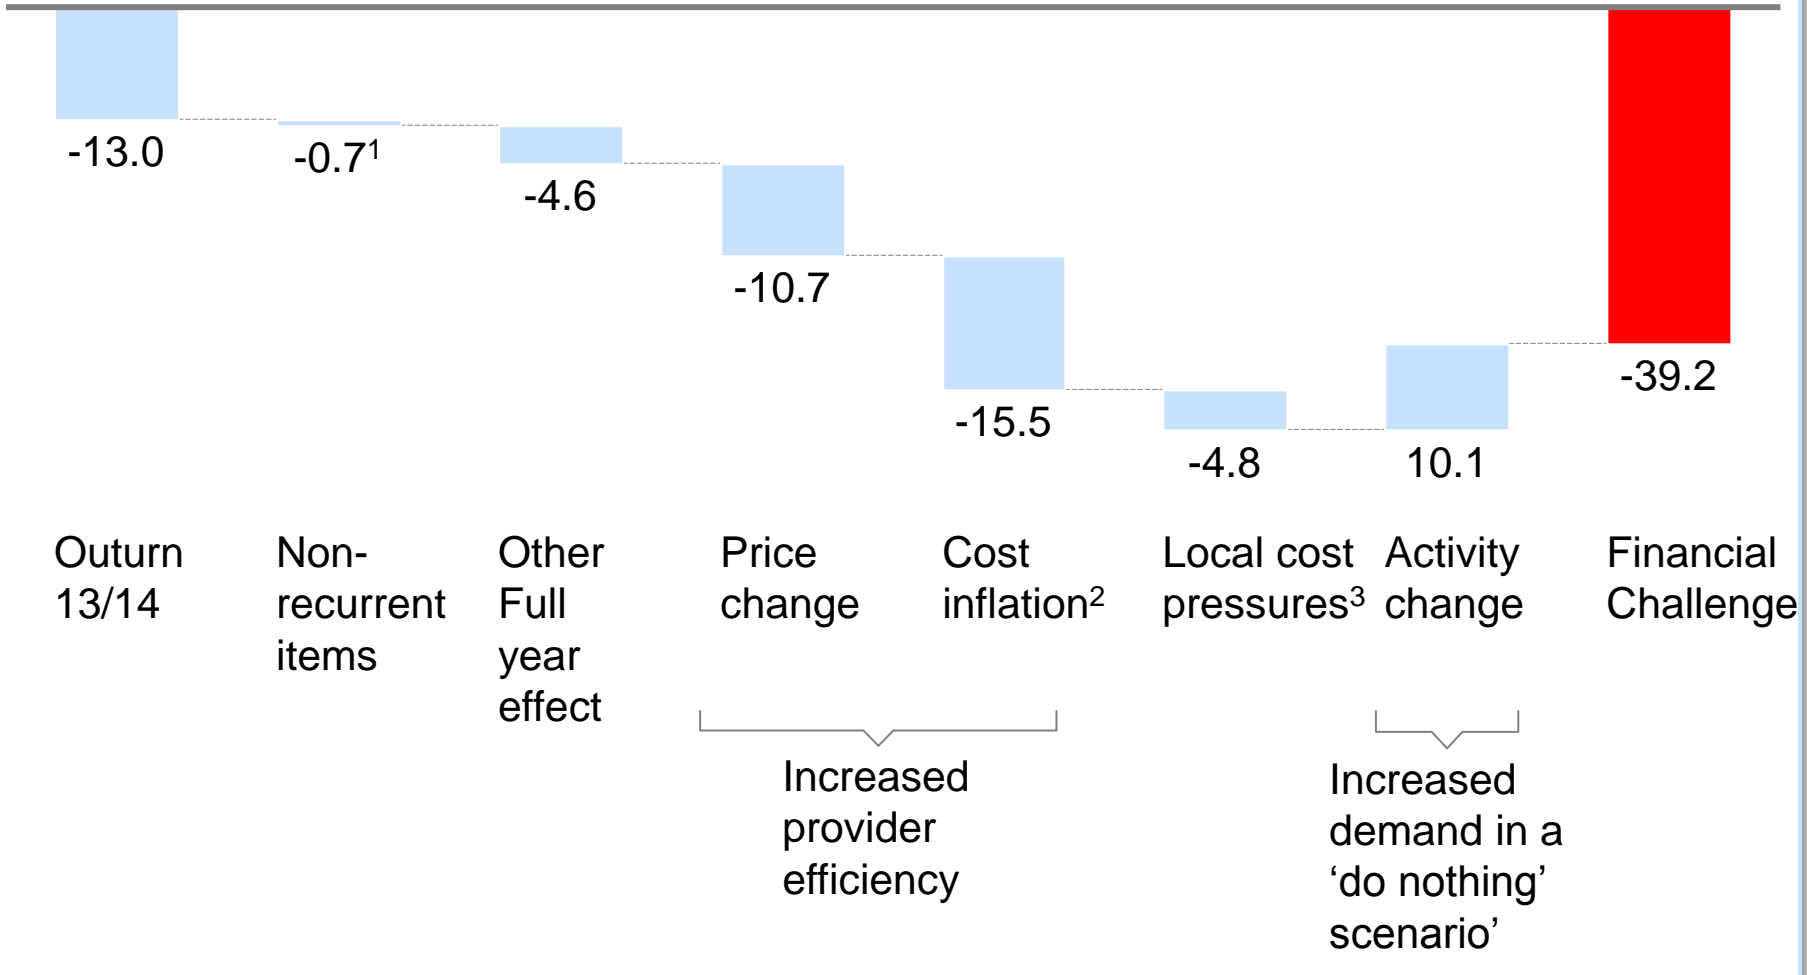 -13.0
-0.7¹
-4.6
-10.7
-15.5
-4.8
10.1
-39.2
Outurn
13/14
Non-
recurrent
items
Other
Full
year
effect
Price
change
Cost
inflation²
Local cost
pressures³
Activity
change
Financial
Challenge
Increased
provider
efficiency
Increased
demand in a
‘do nothing’
scenario’